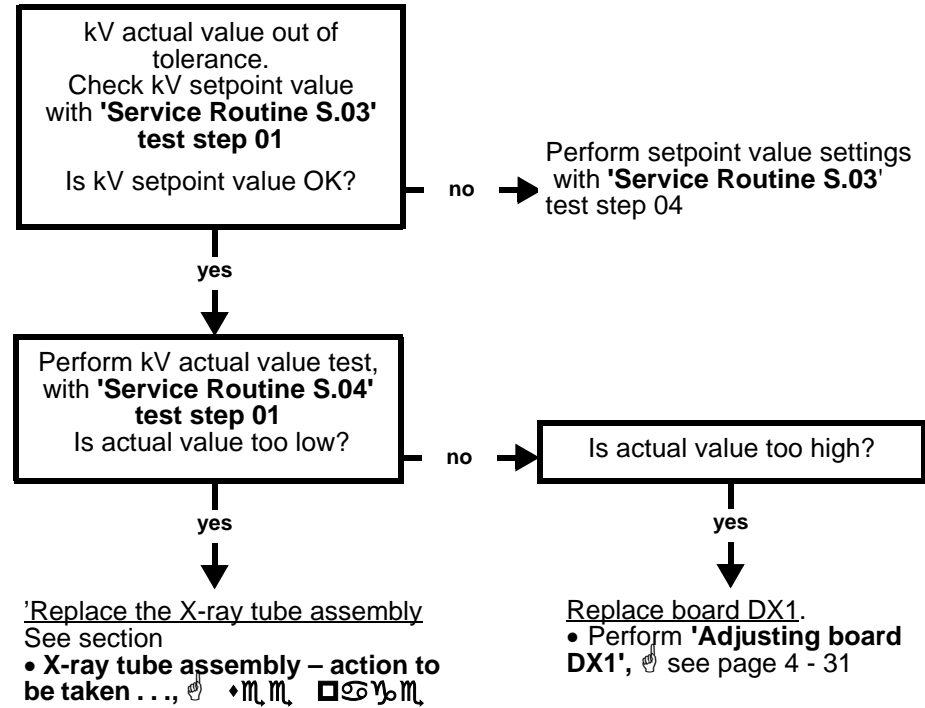 kV actual value out of
tolerance.
Check kV setpoint value
with 'Service Routine S.03'
test step 01
Is kV setpoint value OK?
no
Perform setpoint value settings
with 'Service Routine S.03'
test step 04
yes
Perform kV actual value test,
with 'Service Routine S.04'
test step 01
Is actual value too low?
no
Is actual value too high?
yes
yes
'Replace the X-ray tube assembly
See section
• X-ray tube assembly – action to
be taken . . ., ☝ ⬧♏♏ ◻♋♑♏
Replace board DX1.
• Perform 'Adjusting board
DX1', ☝ see page 4 - 31